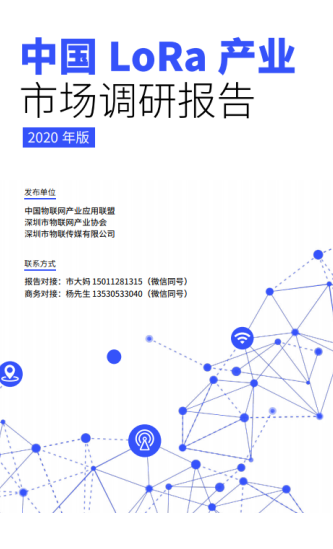 中国 LoRa 产业
市场调研报告
2020 年版
发布单位
中国物联网产业应用联盟
深圳市物联网产业协会
深圳市物联传媒有限公司
联系方式
报告对接：市大妈 15011281315（微信同号）
商务对接：杨先生 13530533040（微信同号）